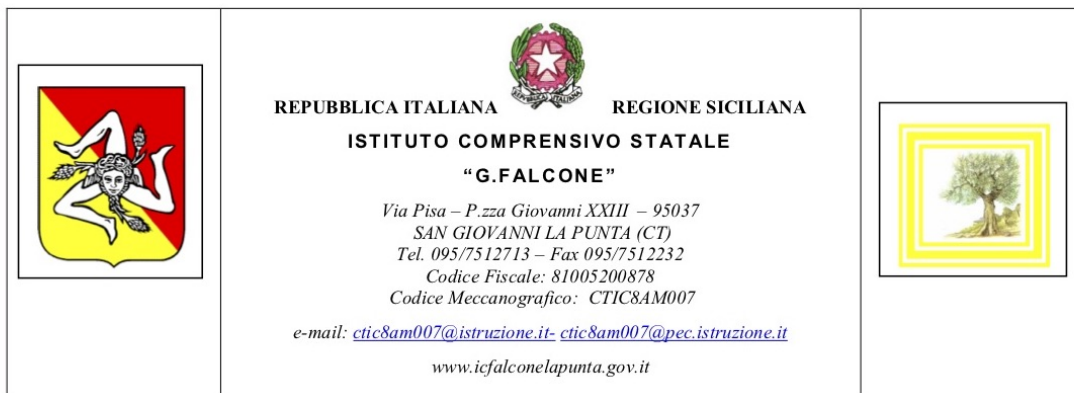 REPUBBLICA ITALIANA REGIONE SICILIANA
ISTITUTO COMPRENSIVO STATALE
“G.FALCONE”
Via Pisa – P.zza Giovanni XXIII – 95037
SAN GIOVANNI LA PUNTA (CT)
Tel. 095/7512713 – Fax 095/7512232
Codice Fiscale: 81005200878
Codice Meccanografico: CTIC8AM007
e-mail: ctic8am007@istruzione.it- ctic8am007@pec.istruzione.it
www.icfalconelapunta.gov.it